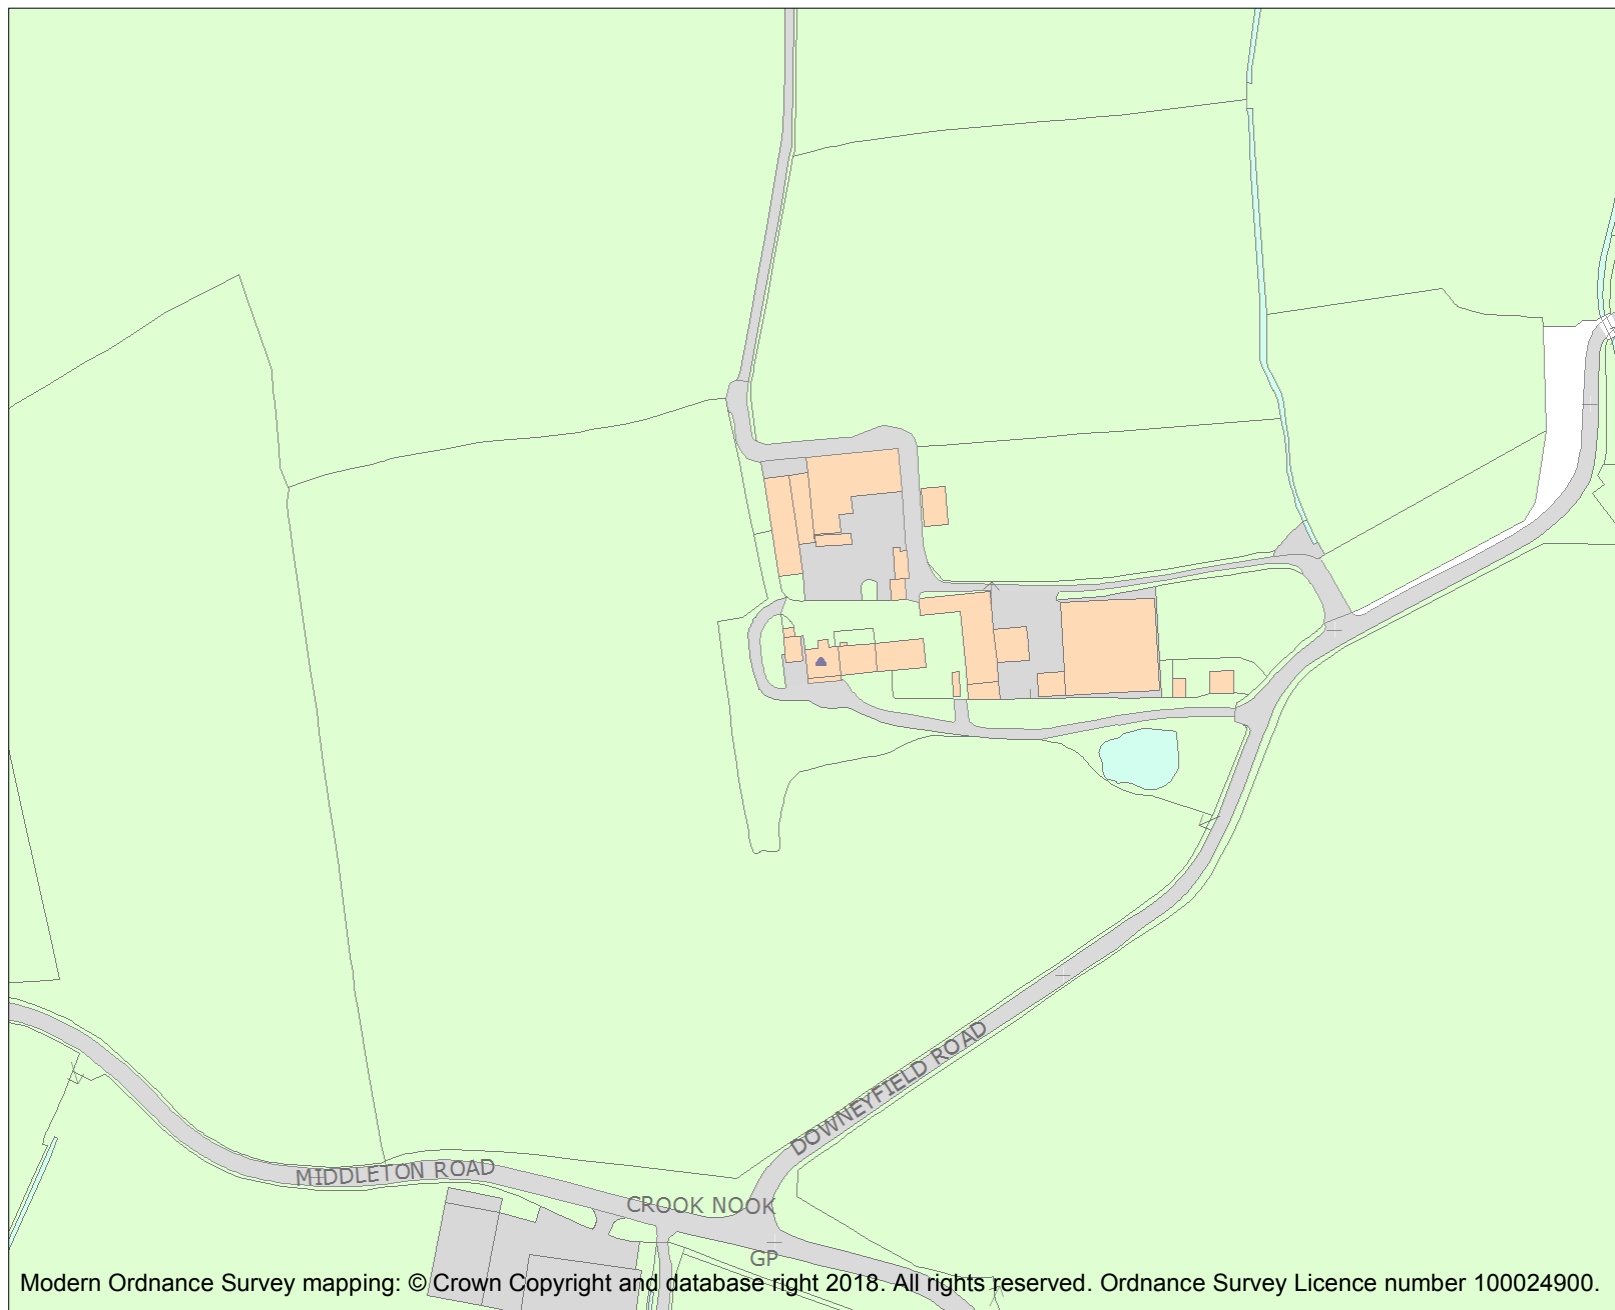 DOWNEYFIELD ROAD
MIDDLETON ROAD
CROOK NOOK
GP
Modern Ordnance Survey mapping: © Crown Copyright and database right 2018. All rights reserved. Ordnance Survey Licence number 100024900.